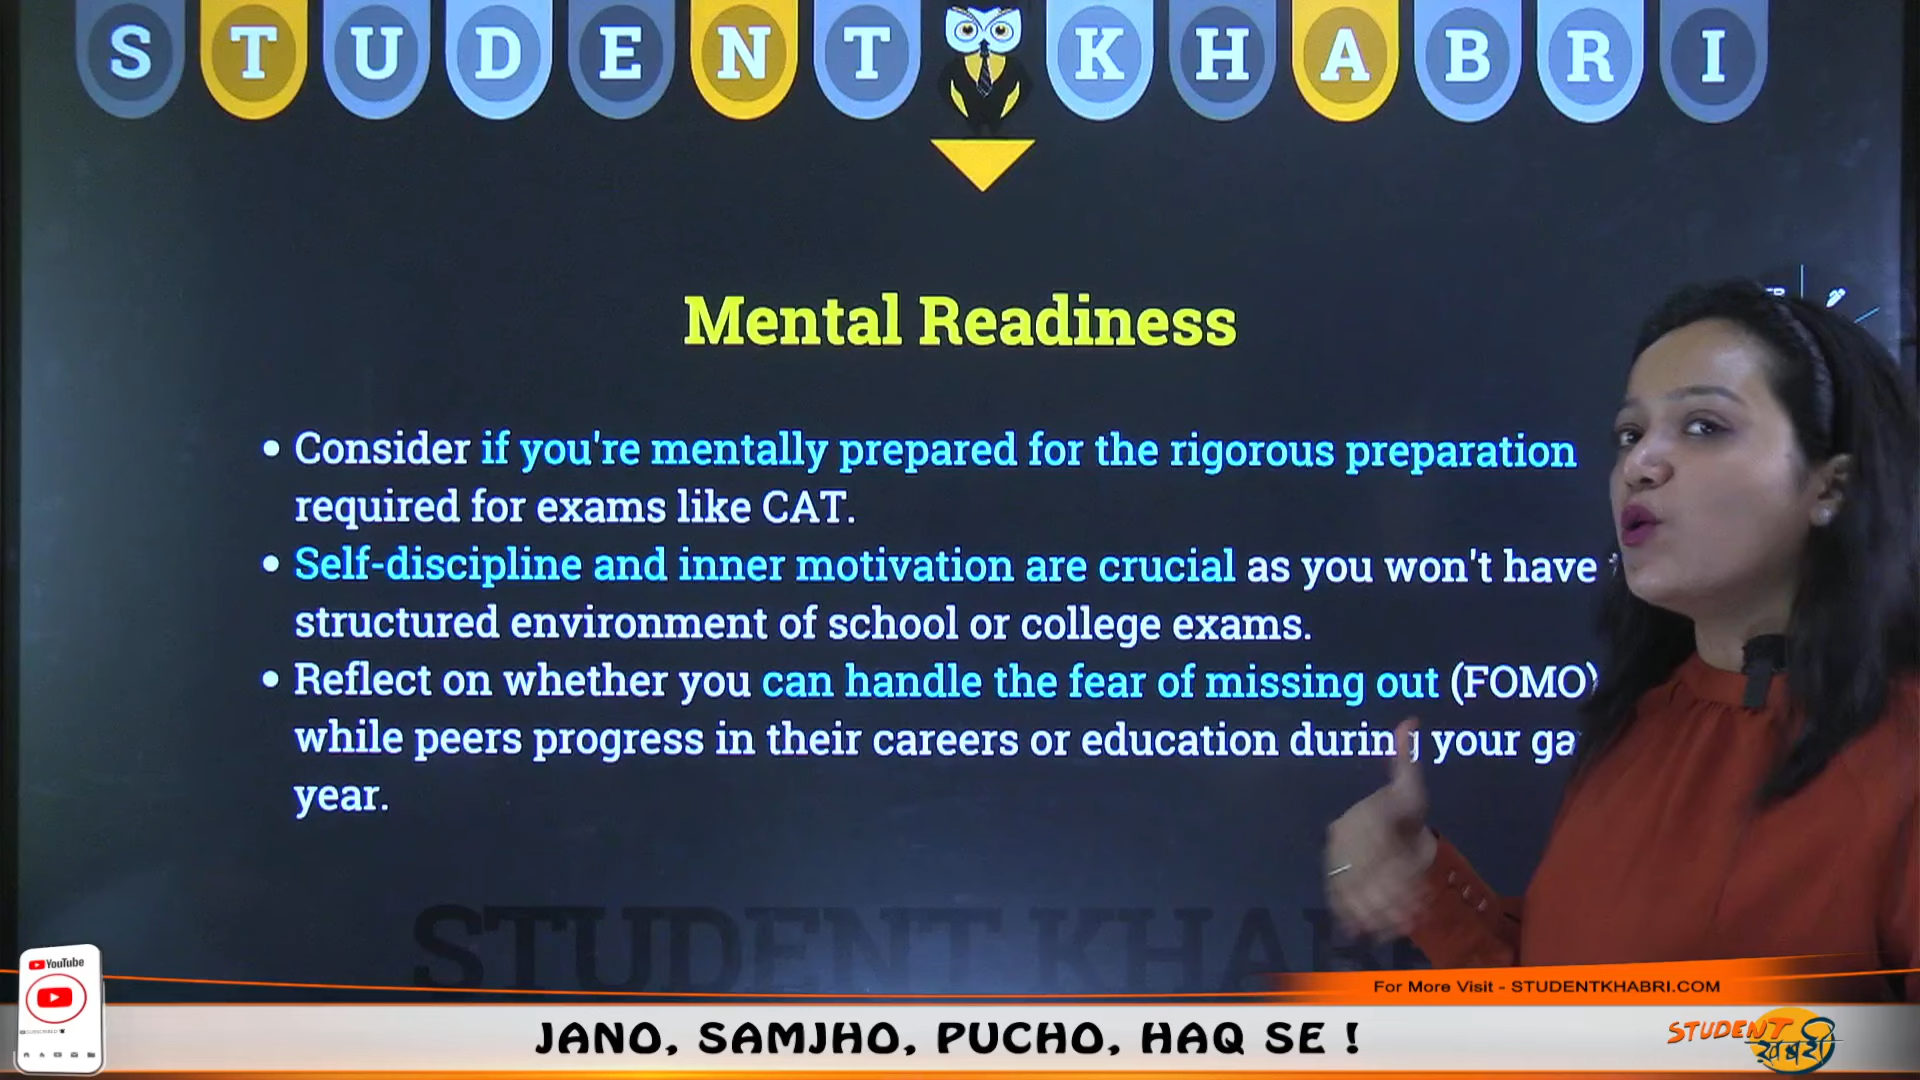 STUDENT KHABRI
Mental Readiness
• Consider if you're mentally prepared for the rigorous preparation
required for exams like CAT.
• Self-discipline and inner motivation are crucial as you won't have
structured environment of school or college exams.
• Reflect on whether you can handle the fear of missing out (FOMO)
while peers progress in their careers or education during your
year.
STUDENT
YouTube
For More Visit - STUDENTKHABRI.COM
JANO, SAMJHO, PUCHO, HAQ SE !
STUDENT
ख़बरी